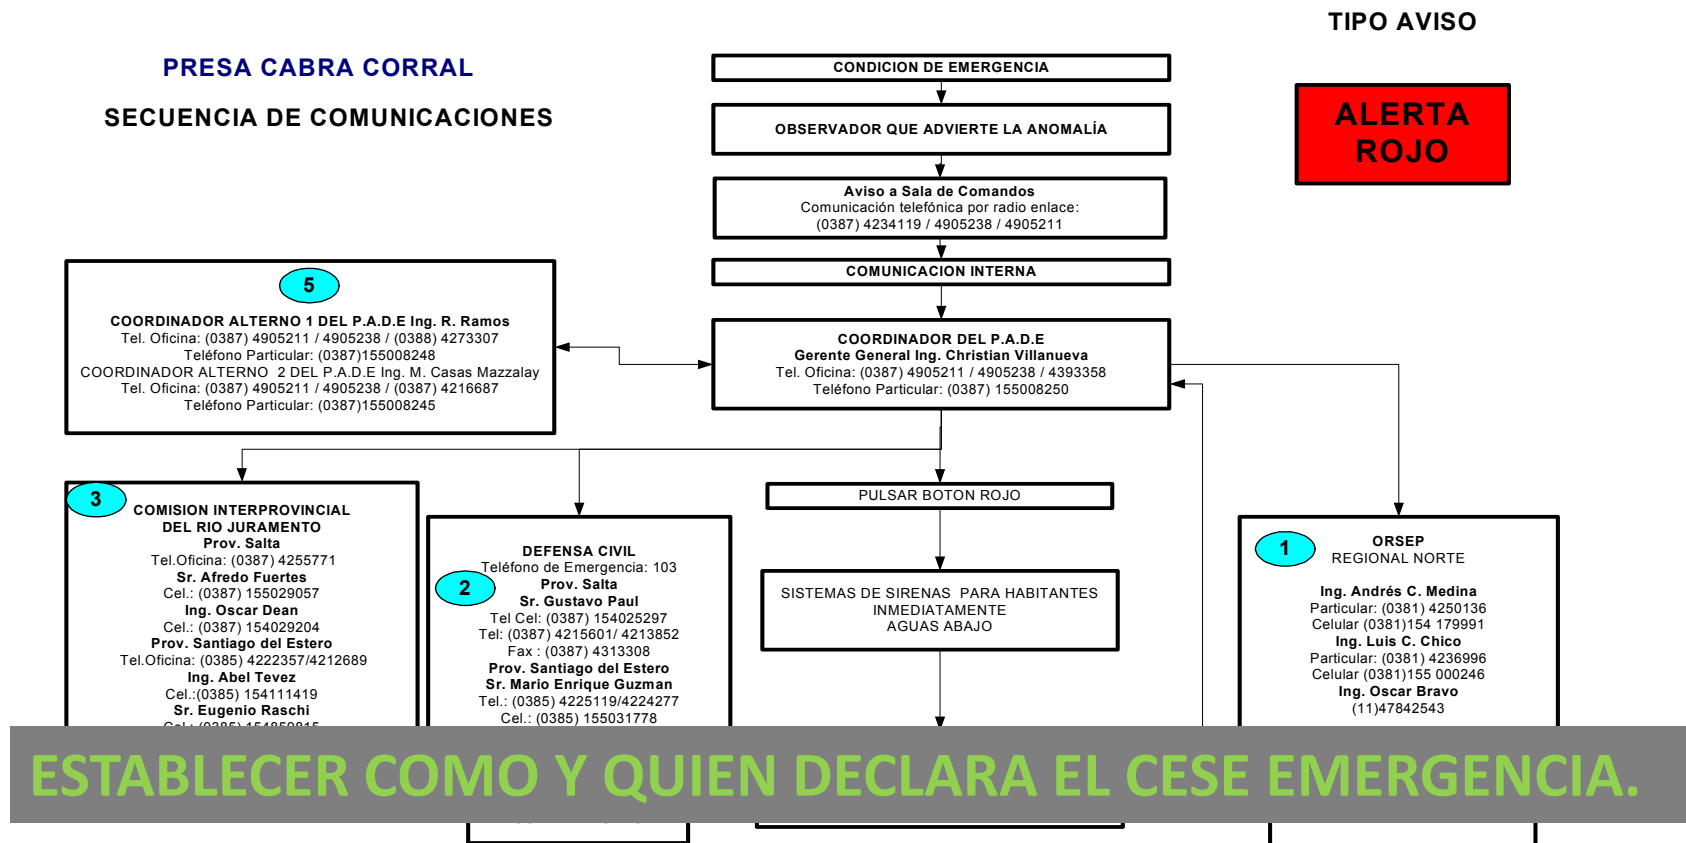 TIPO AVISO
PRESA CABRA CORRAL
SECUENCIA DE COMUNICACIONES
CONDICION DE EMERGENCIA
OBSERVADOR QUE ADVIERTE LA ANOMALÍA
ALERTA
ROJO
Aviso a Sala de Comandos
Comunicación telefónica por radio enlace:
(0387) 4234119 / 4905238 / 4905211
COMUNICACION INTERNA
5
COORDINADOR ALTERNO 1 DEL P.A.D.E Ing. R. Ramos
Tel. Oficina: (0387) 4905211 / 4905238 / (0388) 4273307
Teléfono Particular: (0387)155008248
COORDINADOR ALTERNO 2 DEL P.A.D.E Ing. M. Casas Mazzalay
Tel. Oficina: (0387) 4905211 / 4905238 / (0387) 4216687
Teléfono Particular: (0387)155008245
COORDINADOR DEL P.A.D.E
Gerente General Ing. Christian Villanueva
Tel. Oficina: (0387) 4905211 / 4905238 / 4393358
Teléfono Particular: (0387) 155008250
3
COMISION INTERPROVINCIAL
DEL RIO JURAMENTO
Prov. Salta
Tel.Oficina: (0387) 4255771
Sr. Afredo Fuertes
Cel.: (0387) 155029057
Ing. Oscar Dean
Cel.: (0387) 154029204
Prov. Santiago del Estero
Tel.Oficina: (0385) 4222357/4212689
Ing. Abel Tevez
Cel.:(0385) 154111419
Sr. Eugenio Raschi
Cel.: (0385) 154859815
DEFENSA CIVIL
Teléfono de Emergencia: 103
2
Prov. Salta
Sr. Gustavo Paul
Tel Cel: (0387) 154025297
Tel: (0387) 4215601/ 4213852
Fax : (0387) 4313308
Prov. Santiago del Estero
Sr. Mario Enrique Guzman
Tel.: (0385) 4225119/4224277
Cel.: (0385) 155031778
PULSAR BOTON ROJO
SISTEMAS DE SIRENAS PARA HABITANTES
INMEDIATAMENTE
AGUAS ABAJO
1
ORSEP
REGIONAL NORTE
Ing. Andrés C. Medina
Particular: (0381) 4250136
Celular (0381)154 179991
Ing. Luis C. Chico
Particular: (0381) 4236996
Celular (0381)155 000246
Ing. Oscar Bravo
(11)47842543
ESTABLECER COMO Y QUIEN DECLARA EL CESE EMERGENCIA.